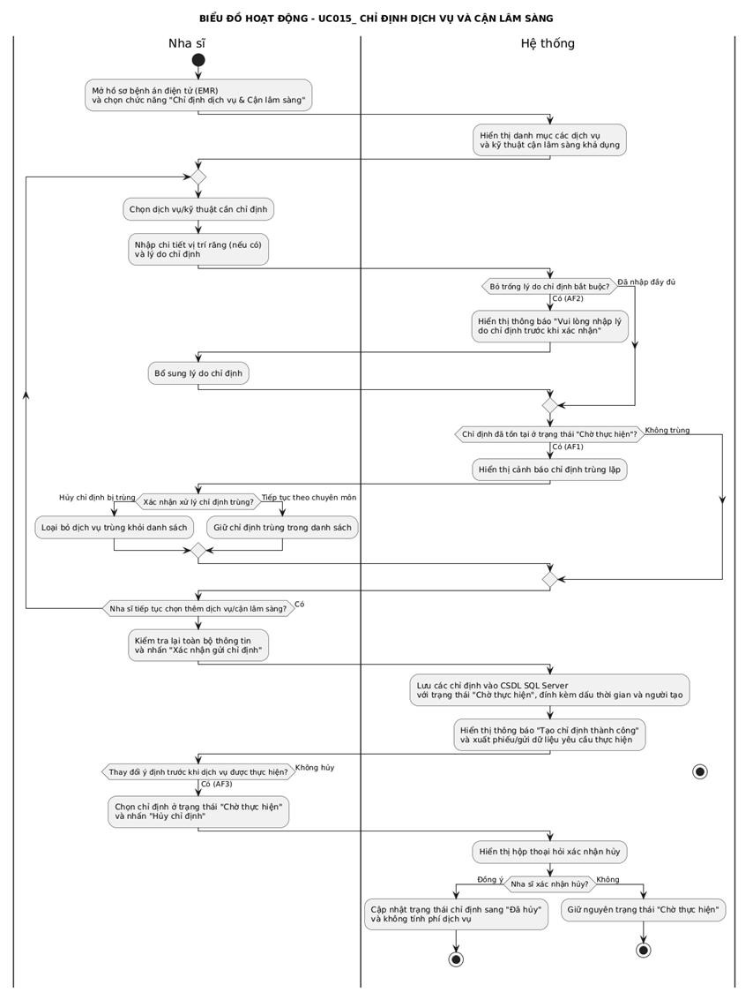 BIỂU ĐỒ HOẠT ĐỘNG - UC015_ CHỈ ĐỊNH DỊCH VỤ VÀ CẬN LÂM SÀNG
Nha sĩ
Hệ thống
Mở hồ sơ bệnh án điện tử (EMR)
và chọn chức năng "Chỉ định dịch vụ & Cận lâm sàng"
Hiển thị danh mục các dịch vụ
và kỹ thuật cận lâm sàng khả dụng
Chọn dịch vụ/kỹ thuật cần chỉ định
Nhập chi tiết vị trí răng (nếu có)
và lý do chỉ định
Bỏ trống lý do chỉ định bắt buộc?
Đã nhập đầy đủ
Có (AF2)
Hiển thị thông báo "Vui lòng nhập lý
do chỉ định trước khi xác nhận"
Bổ sung lý do chỉ định
Chỉ định đã tồn tại ở trạng thái "Chờ thực hiện"?
Không trùng
Có (AF1)
Hiển thị cảnh báo chỉ định trùng lặp
Hủy chỉ định bị trùng
Xác nhận xử lý chỉ định trùng?
Tiếp tục theo chuyên môn
Loại bỏ dịch vụ trùng khỏi danh sách
Giữ chỉ định trùng trong danh sách
Nha sĩ tiếp tục chọn thêm dịch vụ/cận lâm sàng?
Có
Kiểm tra lại toàn bộ thông tin
và nhấn "Xác nhận gửi chỉ định"
Lưu các chỉ định vào CSDL SQL Server
với trạng thái "Chờ thực hiện", đính kèm dấu thời gian và người tạo
Hiển thị thông báo "Tạo chỉ định thành công"
và xuất phiếu/gửi dữ liệu yêu cầu thực hiện
Thay đổi ý định trước khi dịch vụ được thực hiện?
Không hủy
Có (AF3)
Chọn chỉ định ở trạng thái "Chờ thực hiện"
và nhấn "Hủy chỉ định"
Hiển thị hộp thoại hỏi xác nhận hủy
Đồng ý
Nha sĩ xác nhận hủy?
Không
Cập nhật trạng thái chỉ định sang "Đã hủy"
và không tính phí dịch vụ
Giữ nguyên trạng thái "Chờ thực hiện"